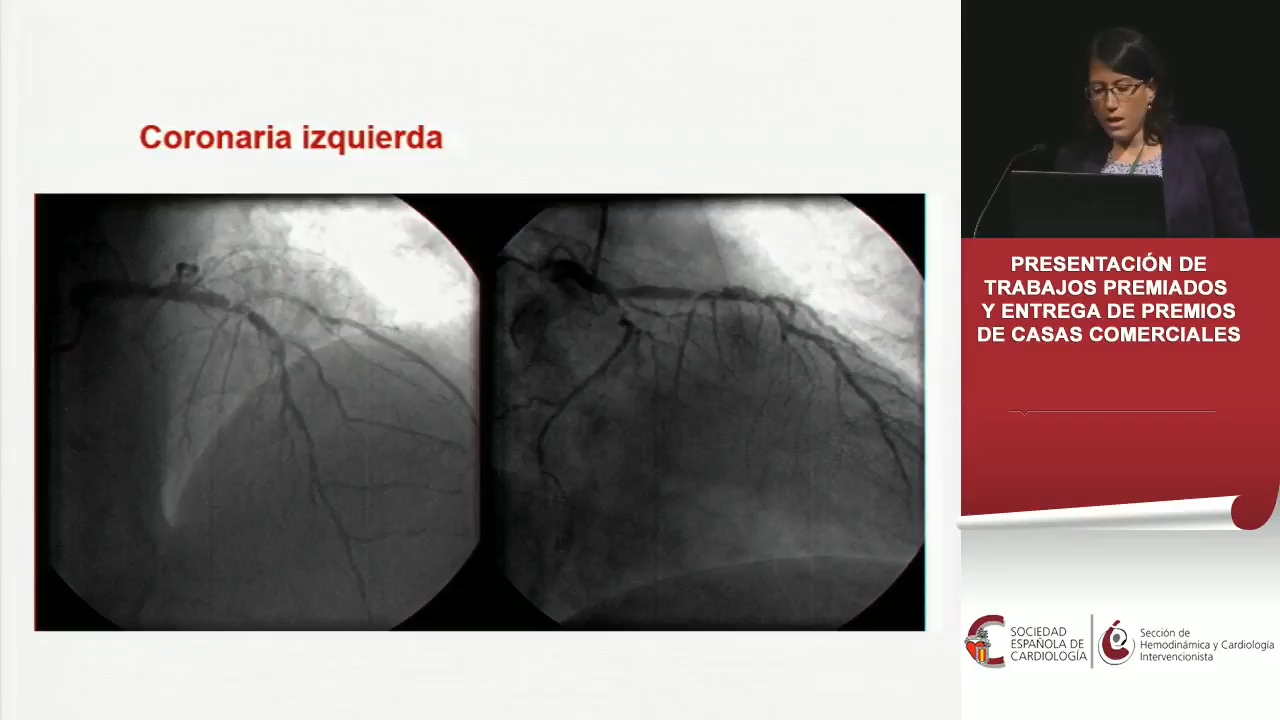 Coronaria izquierda
PRESENTACIÓN DE
TRABAJOS PREMIADOS
Y ENTREGA DE PREMIOS
DE CASAS COMERCIALES
SOCIEDAD
ESPAÑOLA DE
CARDIOLOGÍA
Sección de
Hemodinámica y Cardiología
Intervencionista